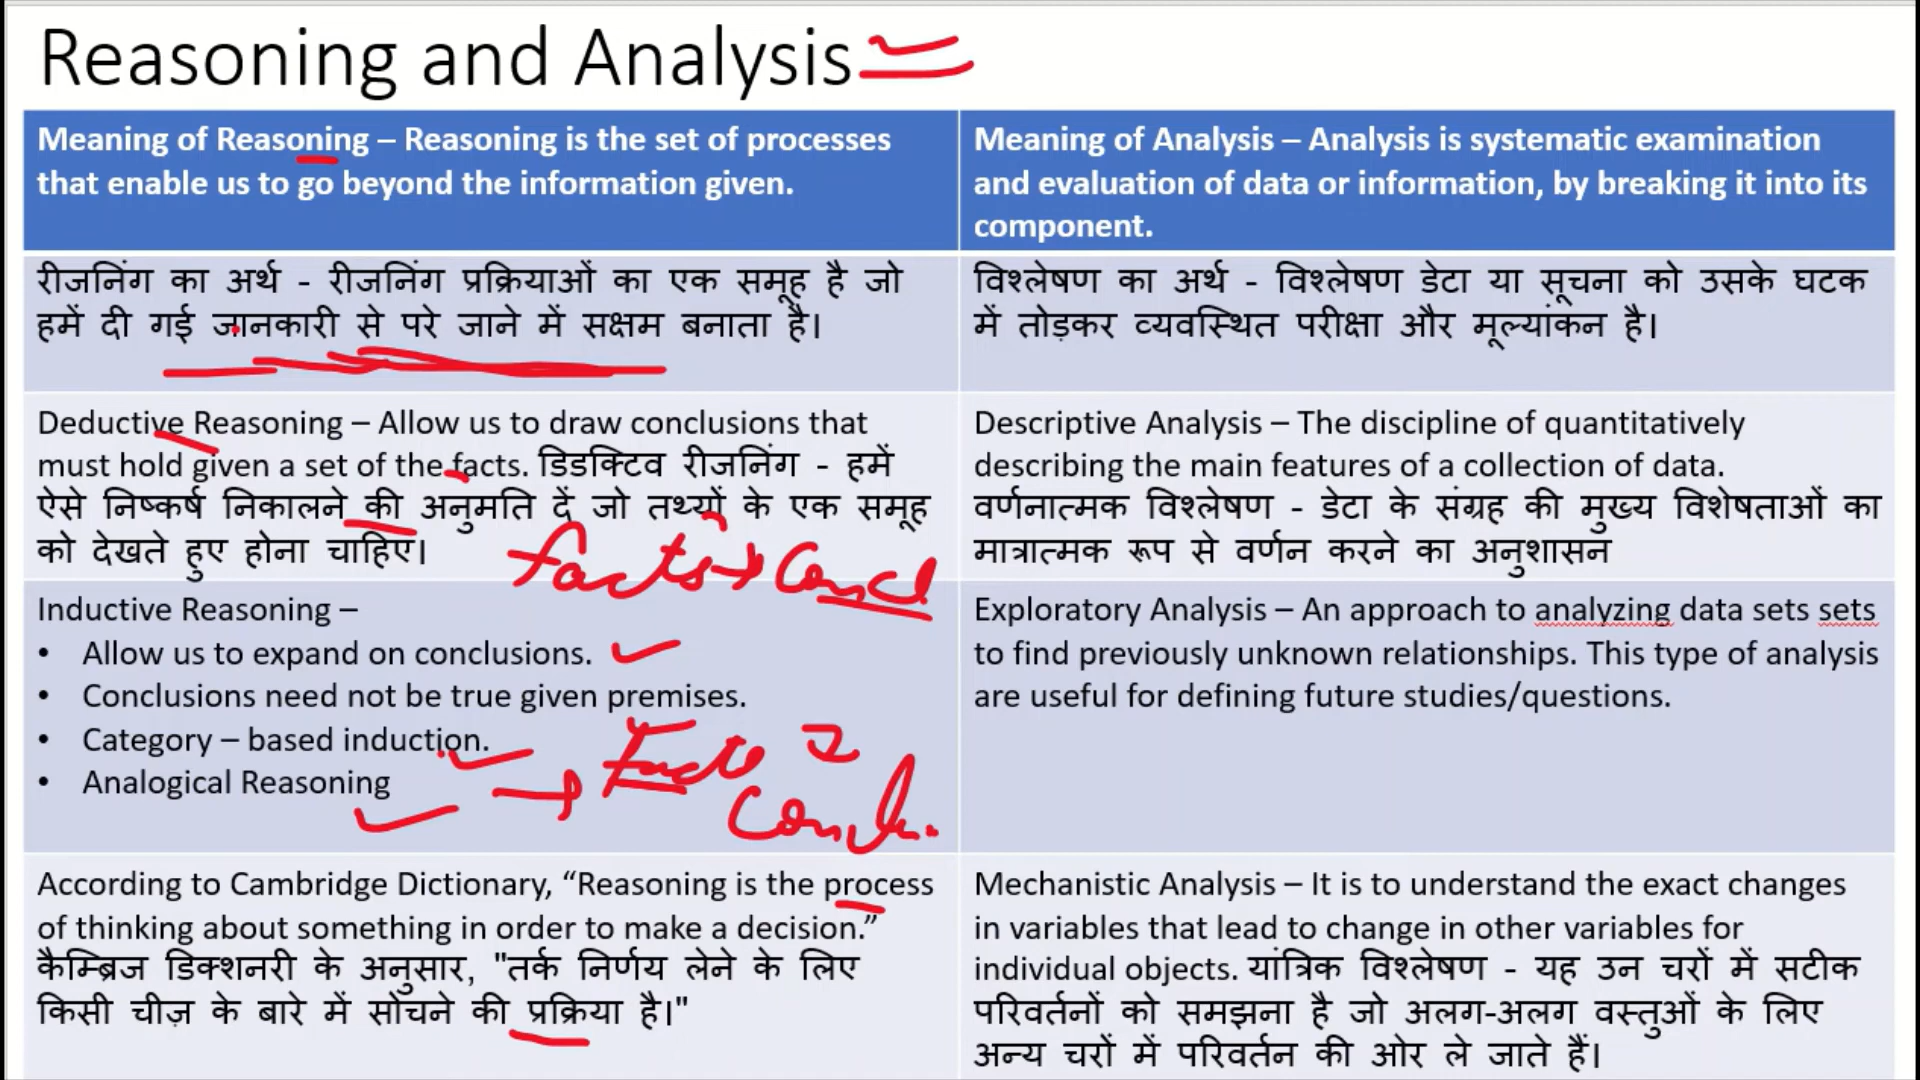 Reasoning and Analysis
Meaning of Reasoning – Reasoning is the set of processes
that enable us to go beyond the information given.
Meaning of Analysis – Analysis is systematic examination
and evaluation of data or information, by breaking it into its
component.
रीजनिंग का अर्थ - रीजनिंग प्रक्रियाओं का एक समूह है जो
हमें दी गई जानकारी से परे जाने में सक्षम बनाता है।
विश्लेषण का अर्थ - विश्लेषण डेटा या सूचना को उसके घटक
में तोड़कर व्यवस्थित परीक्षा और मूल्यांकन है।
Deductive Reasoning – Allow us to draw conclusions that
must hold given a set of the facts. डिडक्टिव रीजनिंग - हमें
ऐसे निष्कर्ष निकालने की अनुमति दें जो तथ्यों के एक समूह
को देखते हुए होना चाहिए।
facts → Concl
Descriptive Analysis – The discipline of quantitatively
describing the main features of a collection of data.
वर्णनात्मक विश्लेषण - डेटा के संग्रह की मुख्य विशेषताओं का
मात्रात्मक रूप से वर्णन करने का अनुशासन
Inductive Reasoning –
• Allow us to expand on conclusions.
• Conclusions need not be true given premises.
• Category – based induction.
• Analogical Reasoning
Exploratory Analysis – An approach to analyzing data sets sets
to find previously unknown relationships. This type of analysis
are useful for defining future studies/questions.
According to Cambridge Dictionary, “Reasoning is the process
of thinking about something in order to make a decision.”
कैम्ब्रिज डिक्शनरी के अनुसार, "तर्क निर्णय लेने के लिए
किसी चीज़ के बारे में सोचने की प्रक्रिया है।"
Mechanistic Analysis – It is to understand the exact changes
in variables that lead to change in other variables for
individual objects. यांत्रिक विश्लेषण - यह उन चरों में सटीक
परिवर्तनों को समझना है जो अलग-अलग वस्तुओं के लिए
अन्य चरों में परिवर्तन की ओर ले जाते हैं।